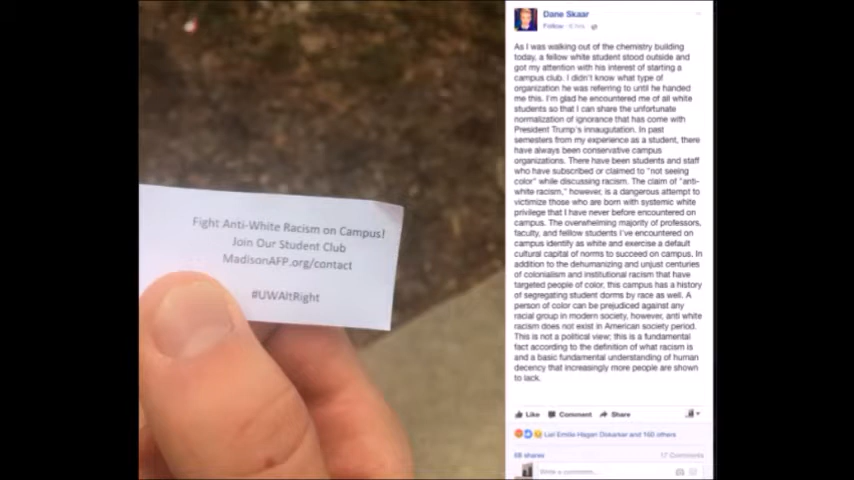 Fight Anti-White Racism on Campus!
Join Our Student Club
MadisonAFP.org/contact
#UWAltRight
Dane Skaar
Follow
As I was walking out of the chemistry building
today, a fellow white student stood outside and
got my attention with his interest of starting a
campus club. I didn't know what type of
organization he was referring to until he handed
me this. I'm glad he encountered me of all white
students so that I can share the unfortunate
normalization of ignorance that has come with
President Trump's innaugutation. In past
semesters from my experience as a student, there
have always been conservative campus
organizations. There have been students and staff
who have subscribed or claimed to "not seeing
color" while discussing racism. The claim of "anti-
white racism," however, is a dangerous attempt to
victimize those who are born with systemic white
privilege that I have never before encountered on
campus. The overwhelming majority of professors,
faculty, and fellow students I've encountered on
campus identify as white and exercise a default
cultural capital of norms to succeed on campus. In
addition to the dehumanizing and unjust centuries
of colonialism and institutional racism that have
targeted people of color, this campus has a history
of segregating student dorms by race as well. A
person of color can be prejudiced against any
racial group in modern society, however, anti white
racism does not exist in American society period.
This is not a political view; this is a fundamental
fact according to the definition of what racism is
and a basic fundamental understanding of human
decency that increasingly more people are shown
to lack.
Like Comment Share
and 160 others
shares 17 Comments
Write a comment...